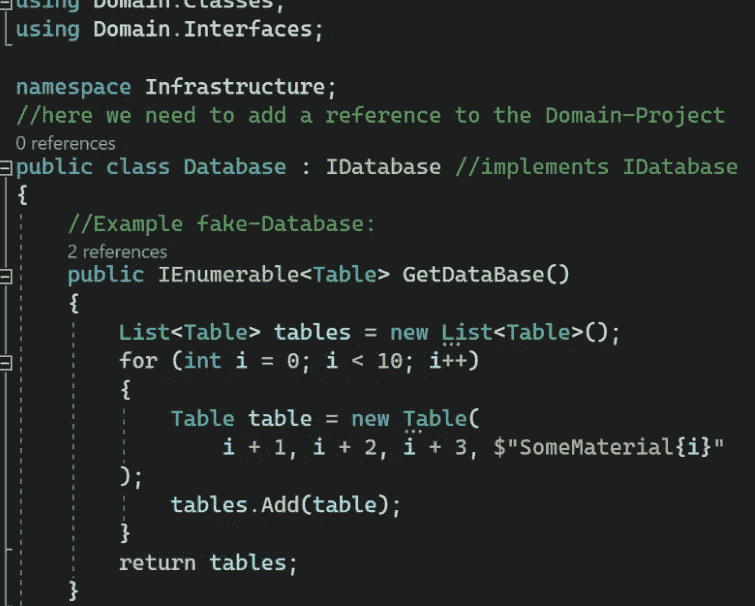 using Domain.Classes;
using Domain.Interfaces;
namespace Infrastructure;
//here we need to add a reference to the Domain-Project
0 references
public class Database : IDatabase //implements IDatabase
{
//Example fake-Database:
2 references
public IEnumerable<Table> GetDataBase()
{
List<Table> tables = new List<Table>();
for (int i = 0; i < 10; i++)
{
Table table = new Table(
i + 1, i + 2, i + 3, $"SomeMaterial{i}"
);
tables.Add(table);
}
return tables;
}